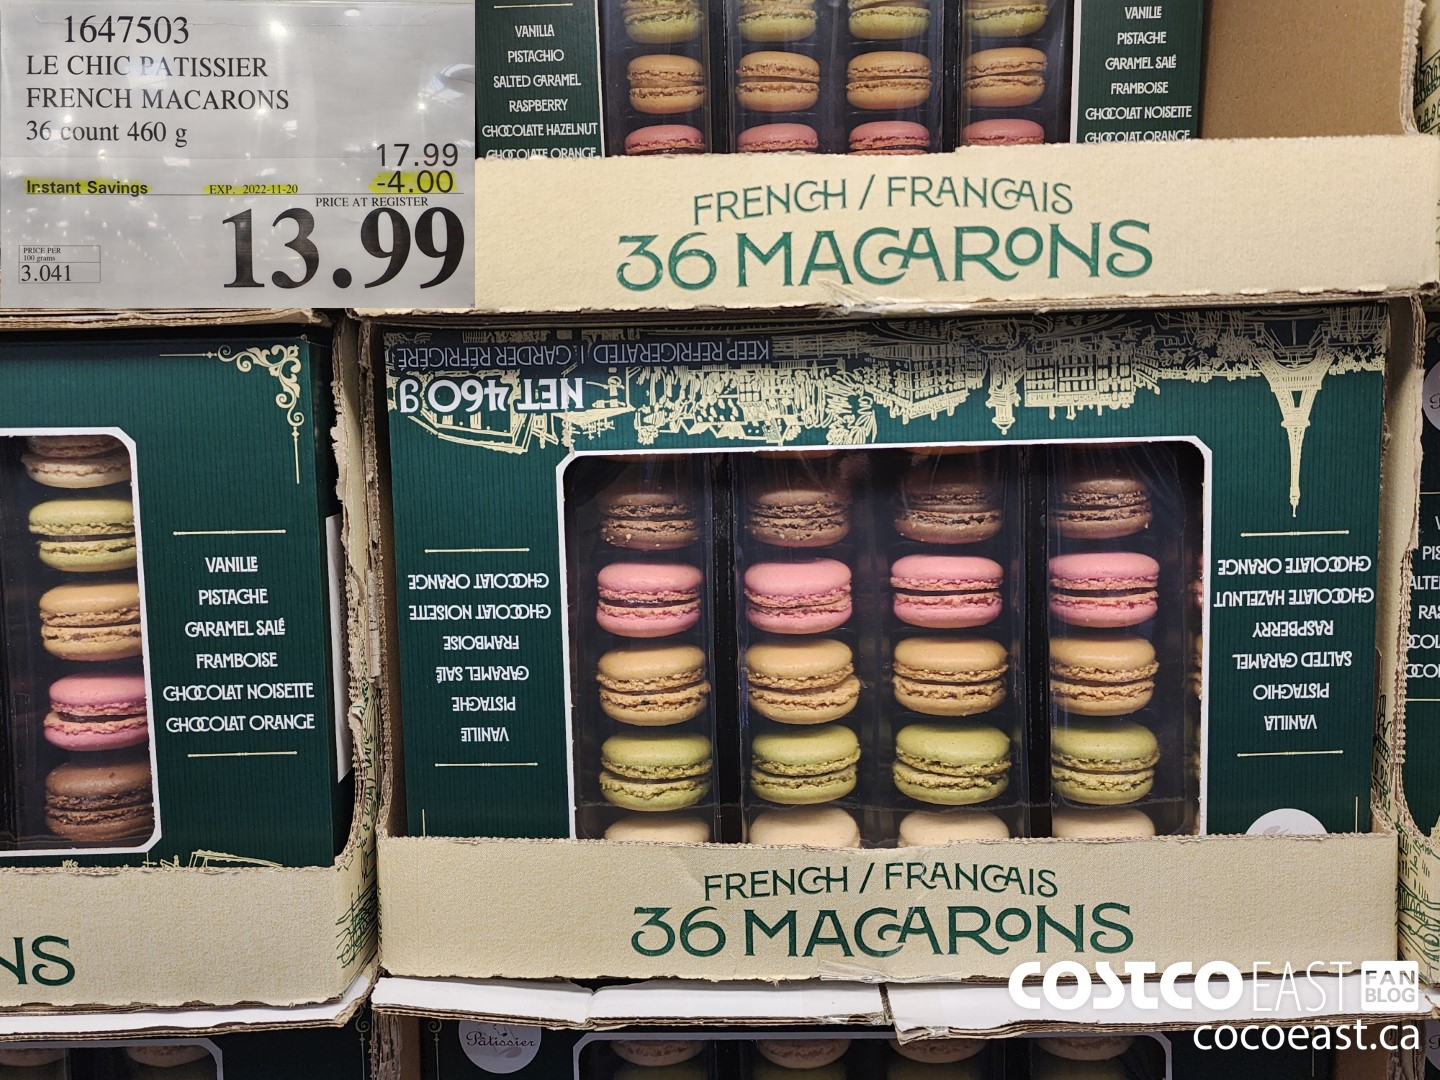 1647503
LE CHIC PATISSIER
FRENCH MACARONS
36 count 460 g
17.99
Instant Savings
EXP. 2022-11-20
-4.00
PRICE AT REGISTER
13.99
PRICE PER
100 grams
3.041
VANILLA
PISTACHIO
SALTED CARAMEL
RASPBERRY
CHOCOLATE HAZELNUT
CHOCOLATE ORANGE
VANILLE
PISTACHE
CARAMEL SALÉ
FRAMBOISE
CHOCOLAT NOISETTE
CHOCOLAT ORANGE
FRENCH / FRANCAIS
36 MACARONS
KEEP REFRIGERATED | GARDER RÉFRIGÉRÉ
NET 460 g
VANILLE
PISTACHE
CARAMEL SALÉ
FRAMBOISE
CHOCOLAT NOISETTE
CHOCOLAT ORANGE
VANILLE
PISTACHE
CARAMEL SALÉ
FRAMBOISE
CHOCOLAT NOISETTE
CHOCOLAT ORANGE
VANILLA
PISTACHIO
SALTED CARAMEL
RASPBERRY
CHOCOLATE HAZELNUT
CHOCOLATE ORANGE
FRENCH / FRANCAIS
36 MACARONS
NS
Pâtissier
COSTCO EAST FAN BLOG
cocoeast.ca